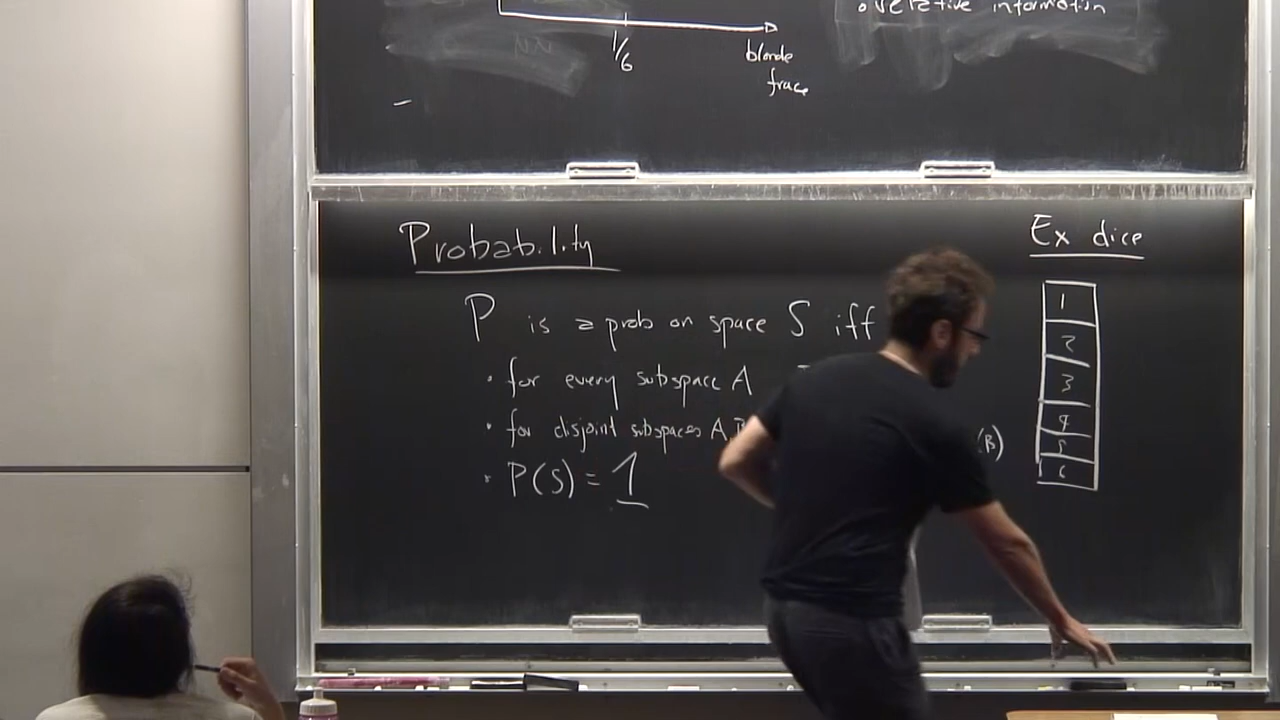 relative information
1/6
blonde
frac
Probability
P is a prob on space S iff
• for every subspace A
• for disjoint subspaces A,B
(B)
• P(S) = 1
Ex dice
1
2
3
4
5
6